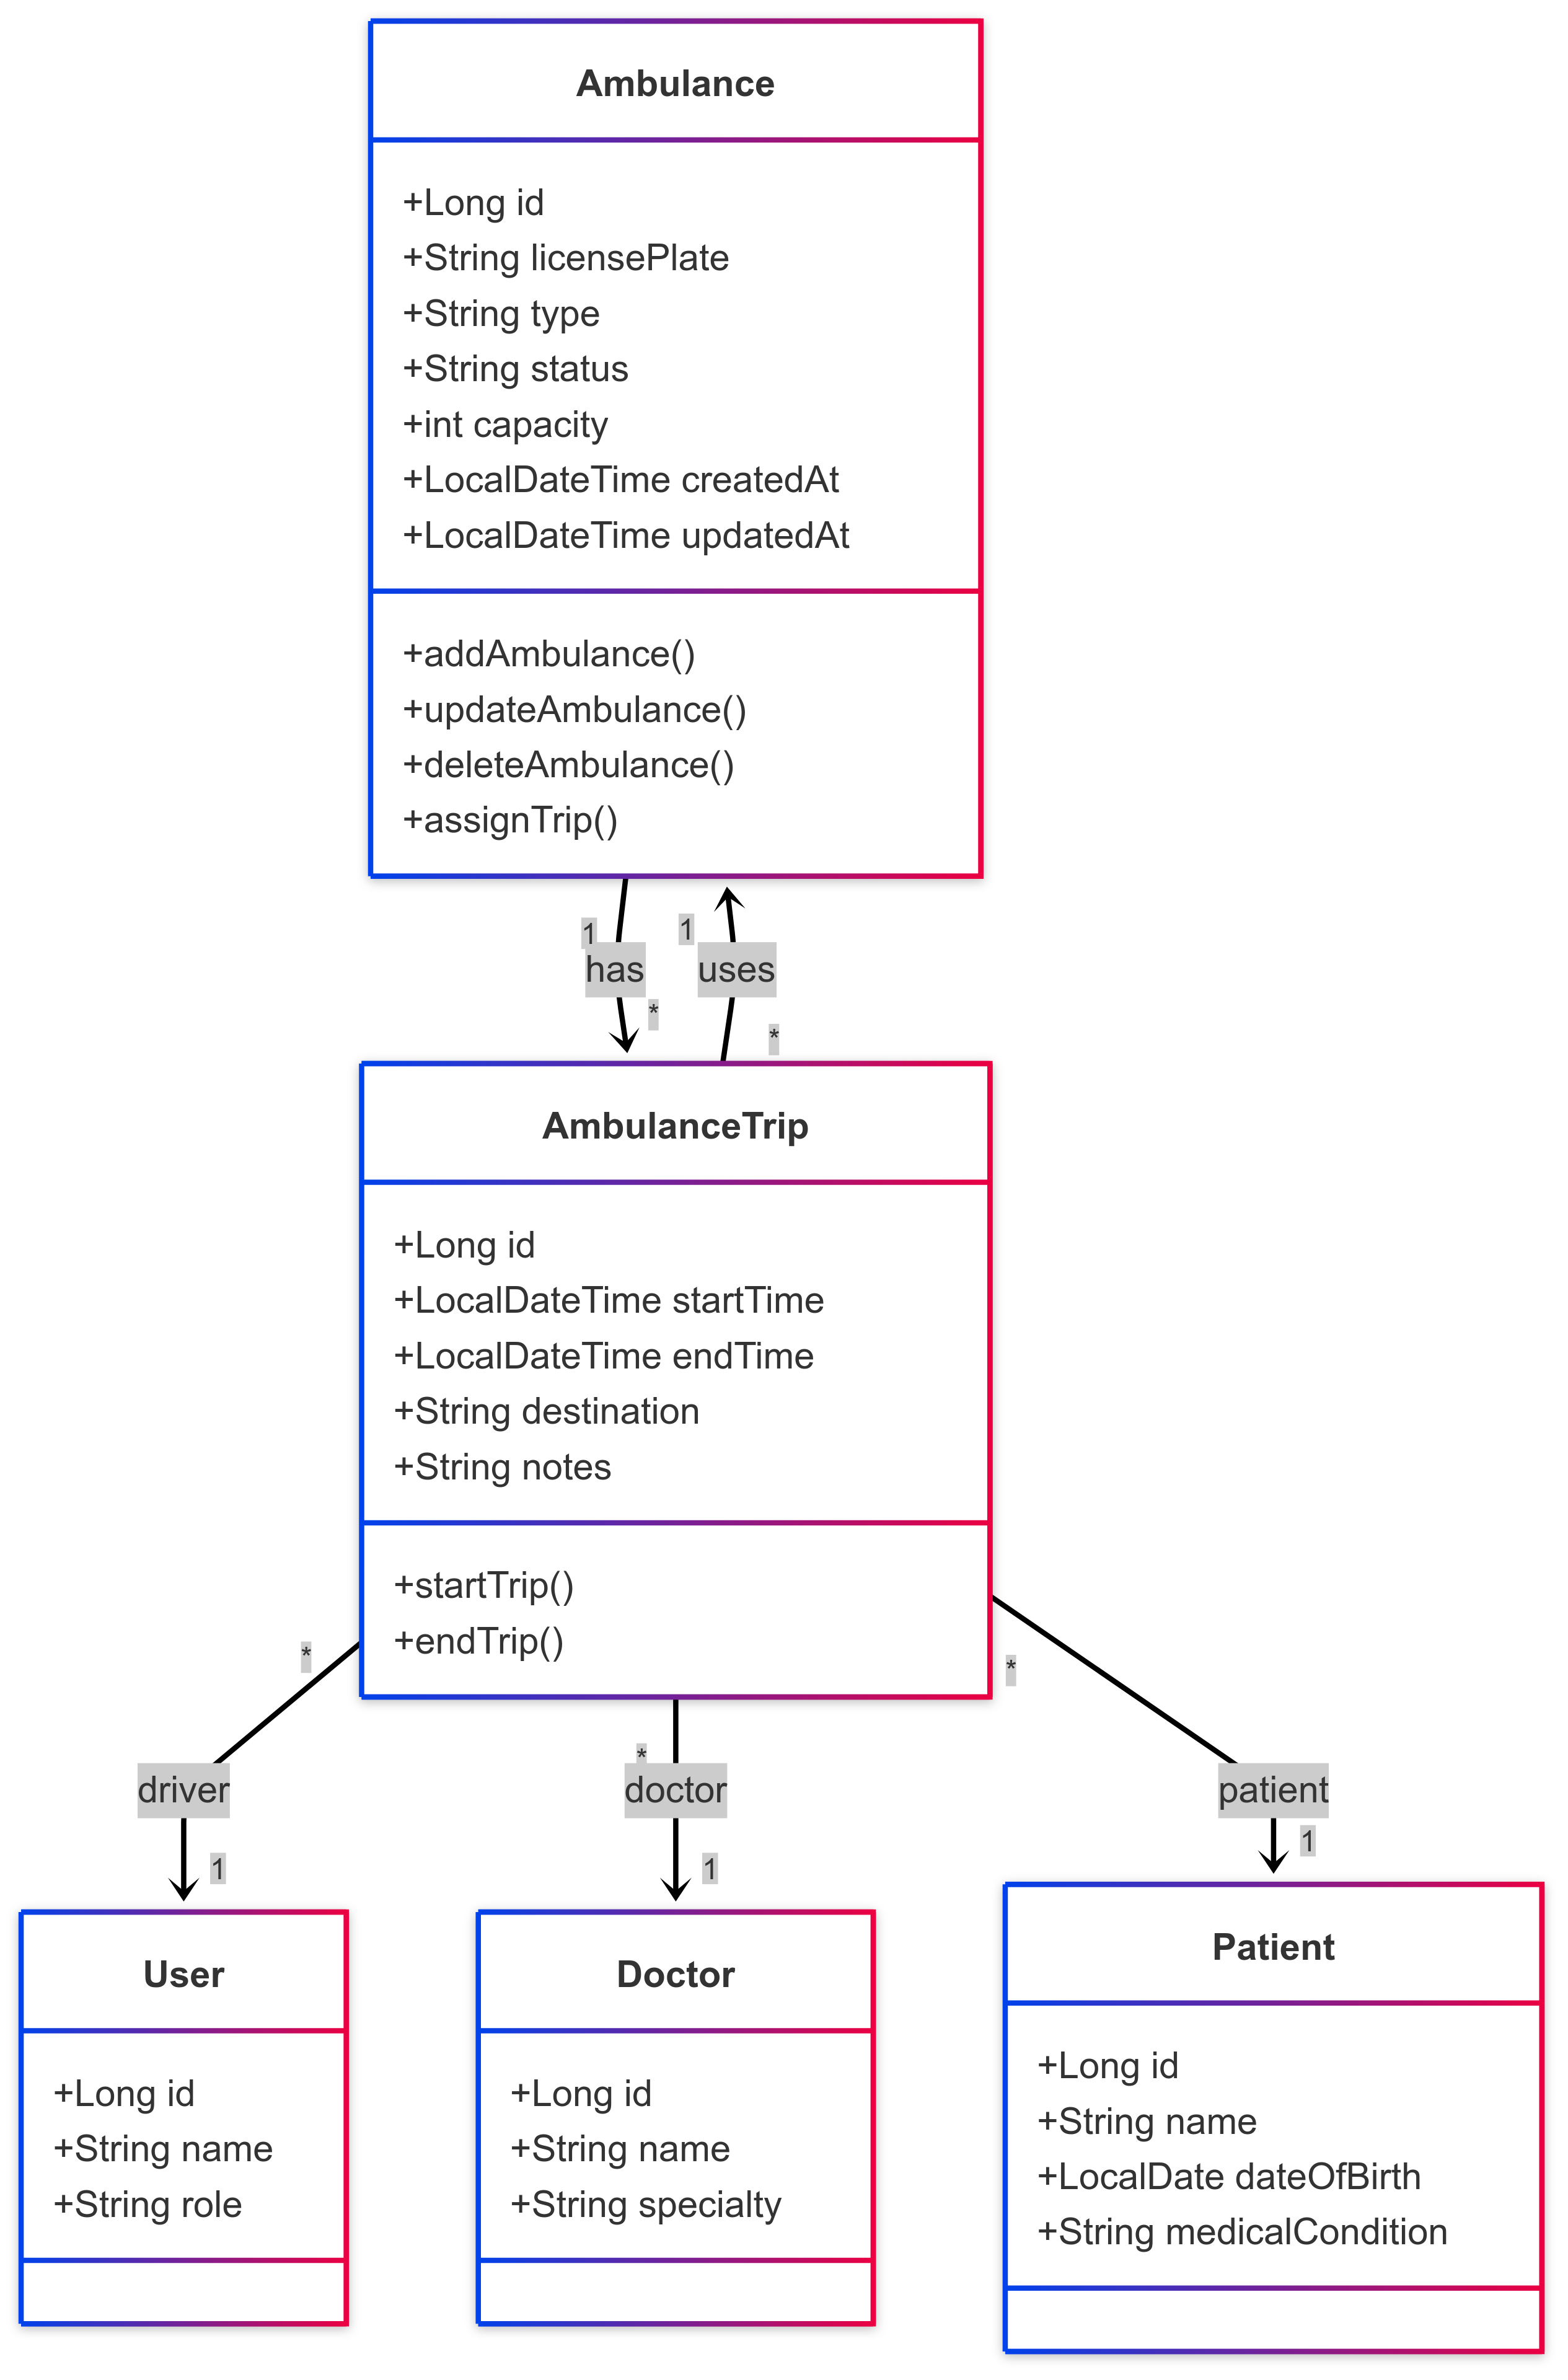 Ambulance
+Long id
+String licensePlate
+String type
+String status
+int capacity
+LocalDateTime createdAt
+LocalDateTime updatedAt
+addAmbulance()
+updateAmbulance()
+deleteAmbulance()
+assignTrip()
1
1
has
uses
*
*
AmbulanceTrip
+Long id
+LocalDateTime startTime
+LocalDateTime endTime
+String destination
+String notes
+startTrip()
+endTrip()
*
*
*
driver
doctor
patient
1
1
1
User
+Long id
+String name
+String role
Doctor
+Long id
+String name
+String specialty
Patient
+Long id
+String name
+LocalDate dateOfBirth
+String medicalCondition